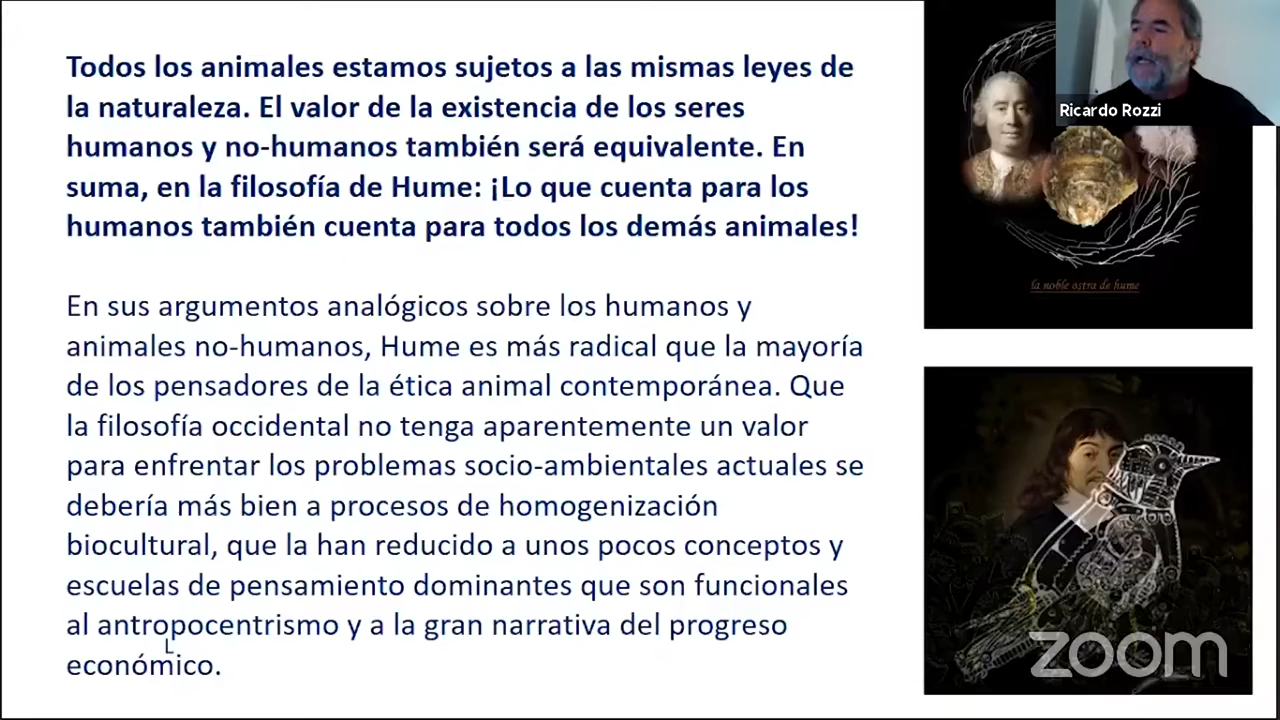 Todos los animales estamos sujetos a las mismas leyes de
la naturaleza. El valor de la existencia de los seres
humanos y no-humanos también será equivalente. En
suma, en la filosofía de Hume: ¡Lo que cuenta para los
humanos también cuenta para todos los demás animales!
En sus argumentos analógicos sobre los humanos y
animales no-humanos, Hume es más radical que la mayoría
de los pensadores de la ética animal contemporánea. Que
la filosofía occidental no tenga aparentemente un valor
para enfrentar los problemas socio-ambientales actuales se
debería más bien a procesos de homogenización
biocultural, que la han reducido a unos pocos conceptos y
escuelas de pensamiento dominantes que son funcionales
al antropocentrismo y a la gran narrativa del progreso
económico.
Ricardo Rozzi
la noble ostra de hume
zoom